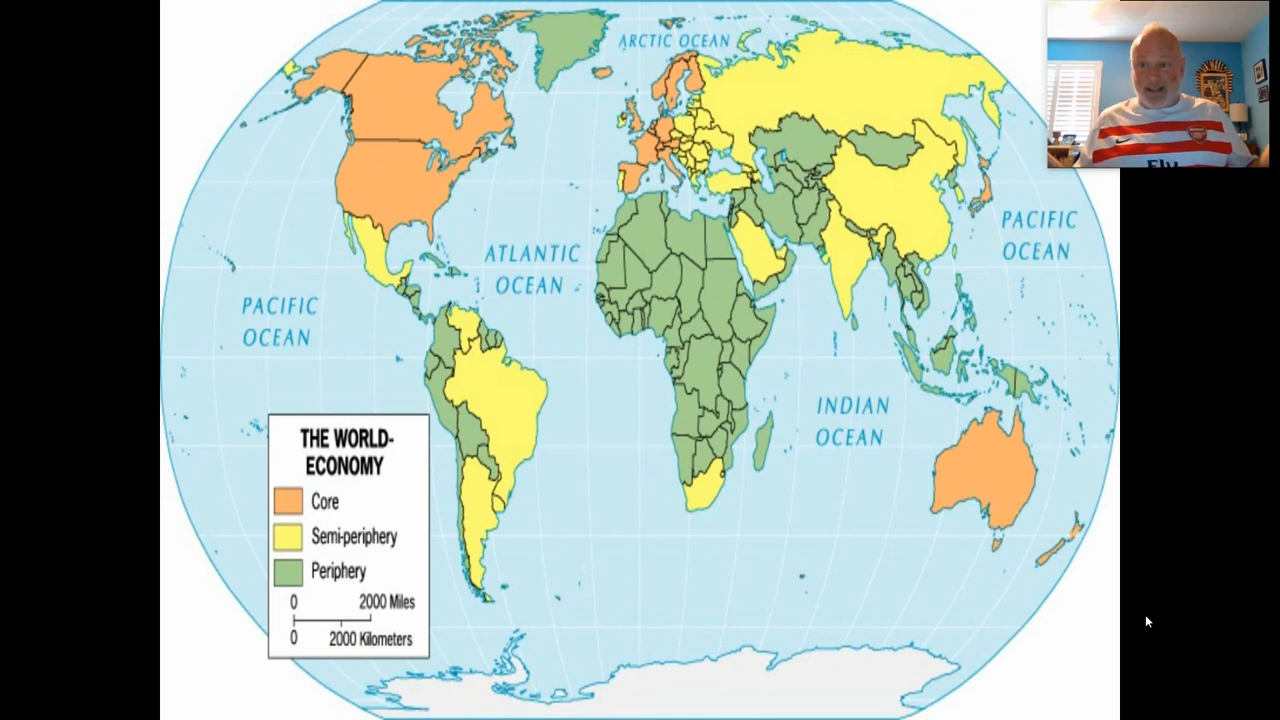 ARCTIC OCEAN
PACIFIC
OCEAN
ATLANTIC
OCEAN
PACIFIC
OCEAN
INDIAN
OCEAN
THE WORLD-
ECONOMY
Core
Semi-periphery
Periphery
0 2000 Miles
0 2000 Kilometers